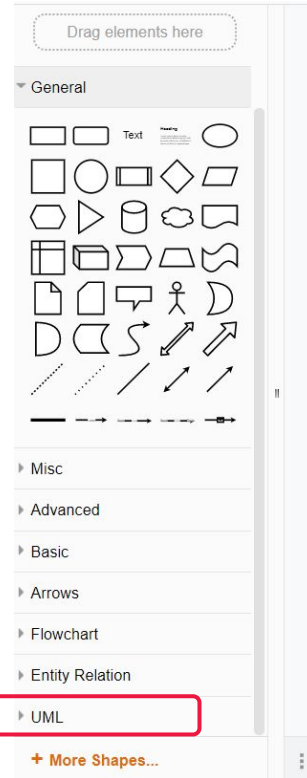 Drag elements here
General
Text
Heading
Misc
Advanced
Basic
Arrows
Flowchart
Entity Relation
UML
+ More Shapes...